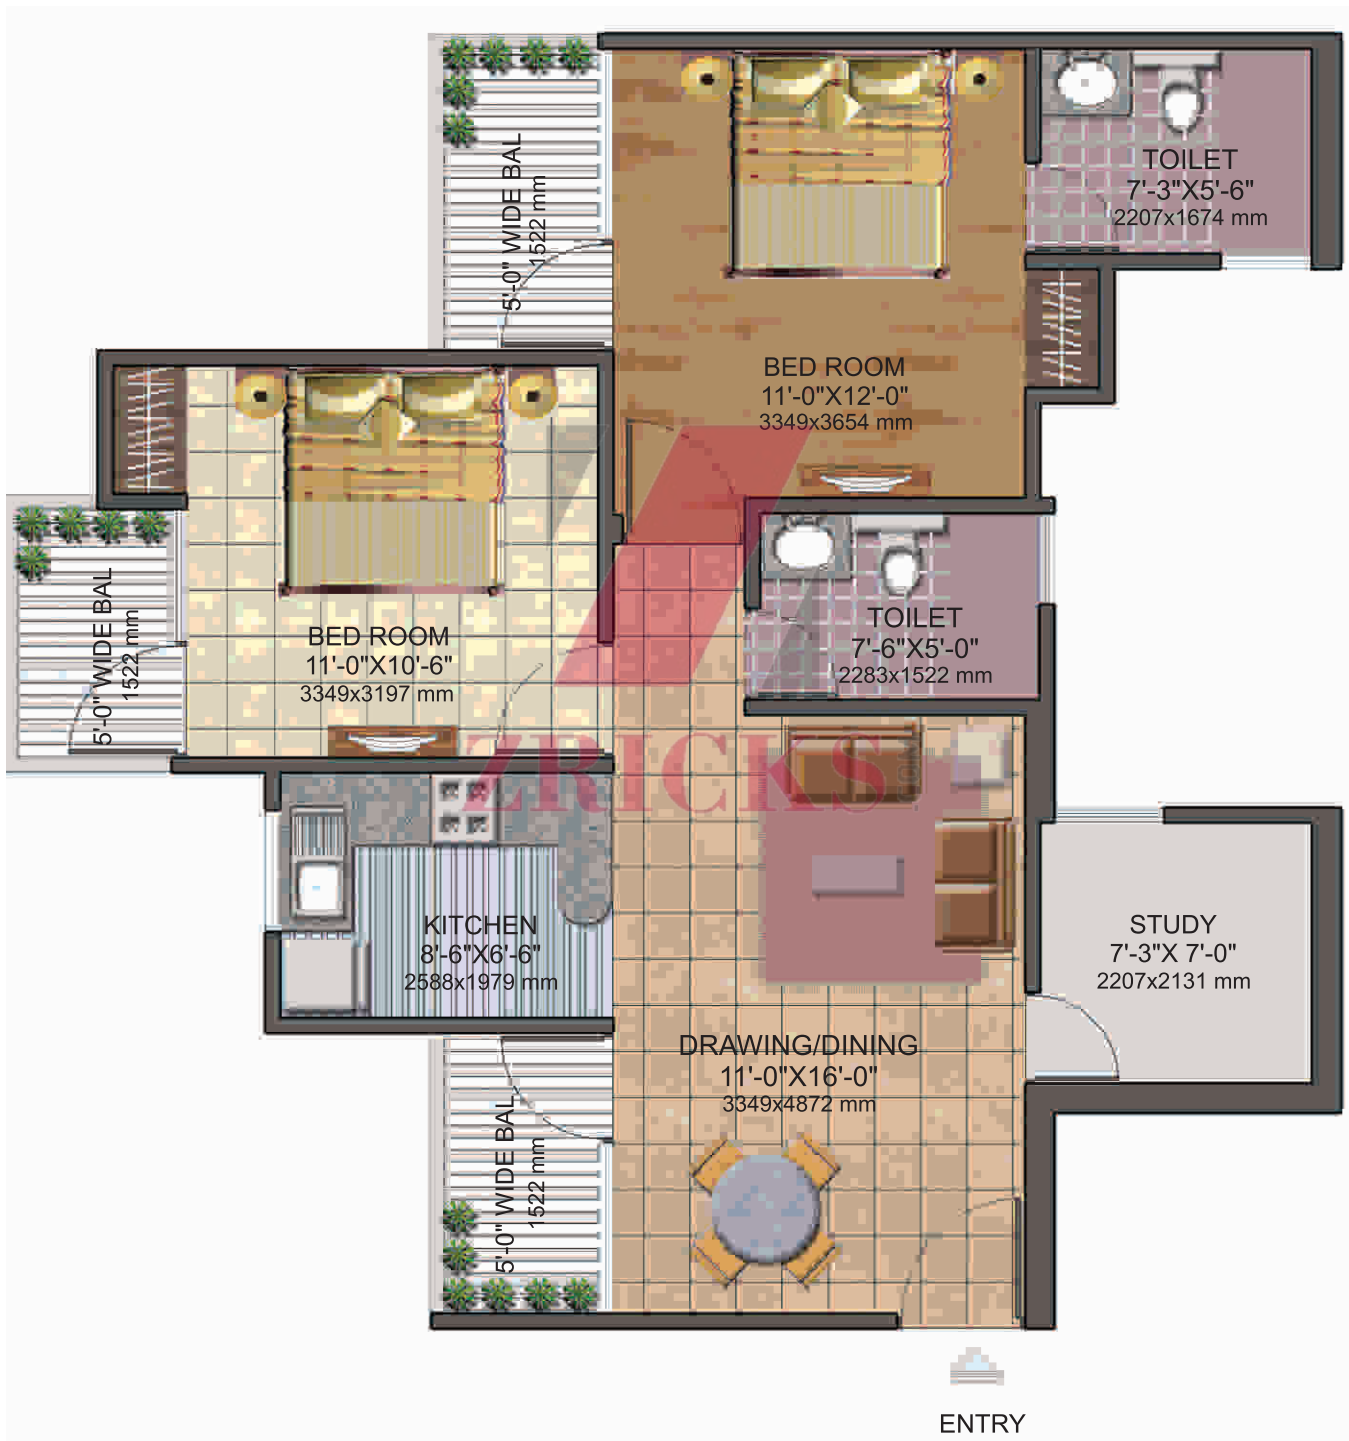 5'-0" WIDE BAL
1522 mm
TOILET
7'-3"X5'-6"
2207x1674 mm
BED ROOM
11'-0"X12'-0"
3349x3654 mm
BED ROOM
11'-0"X10'-6"
3349x3197 mm
5'-0" WIDE BAL
1522 mm
TOILET
7'-6"X5'-0"
2283x1522 mm
ZRICKS
.COM
KITCHEN
8'-6"X6'-6"
2588x1979 mm
STUDY
7'-3"X 7'-0"
2207x2131 mm
DRAWING/DINING
11'-0"X16'-0"
3349x4872 mm
5'-0" WIDE BAL
1522 mm
ENTRY